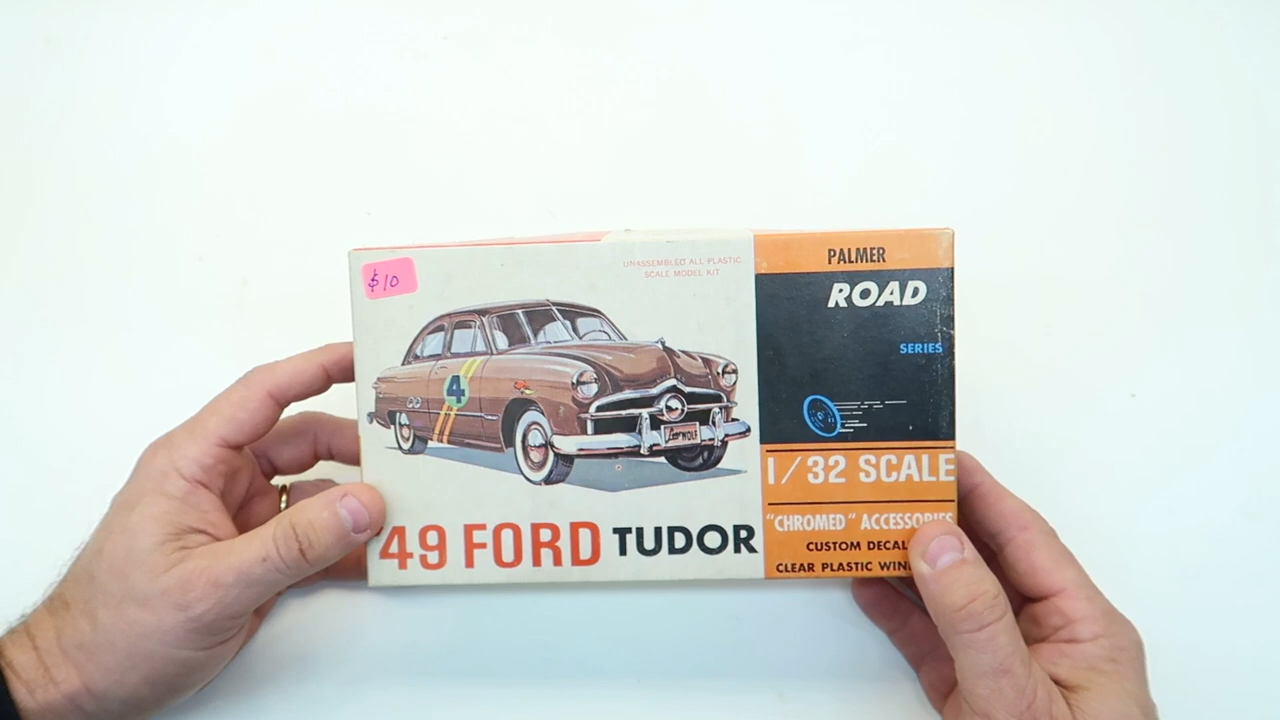 $10
UNASSEMBLED ALL PLASTIC
SCALE MODEL KIT
4
WOLF
'49 FORD TUDOR
PALMER
ROAD
SERIES
1/32 SCALE
"CHROMED" ACCESSORIES
CUSTOM DECAL
CLEAR PLASTIC WIN